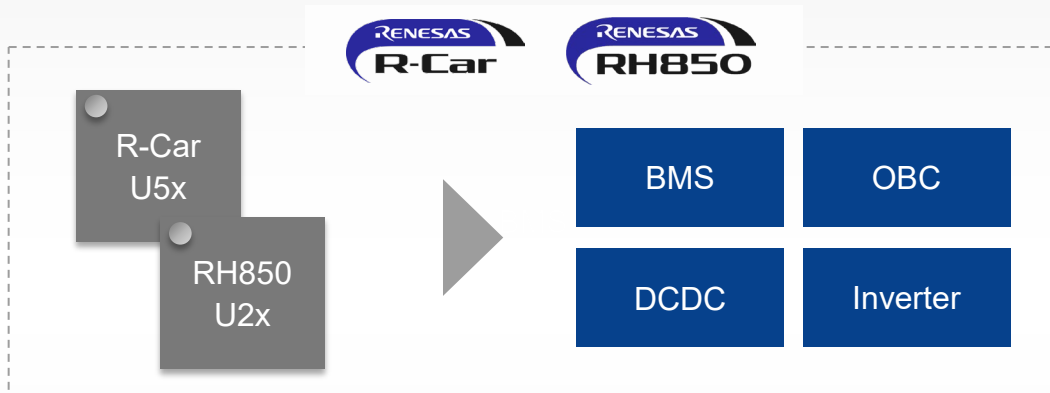 RENESAS
R-Car
RENESAS
RH850
R-Car
U5x
RH850
U2x
BMS
OBC
DCDC
Inverter